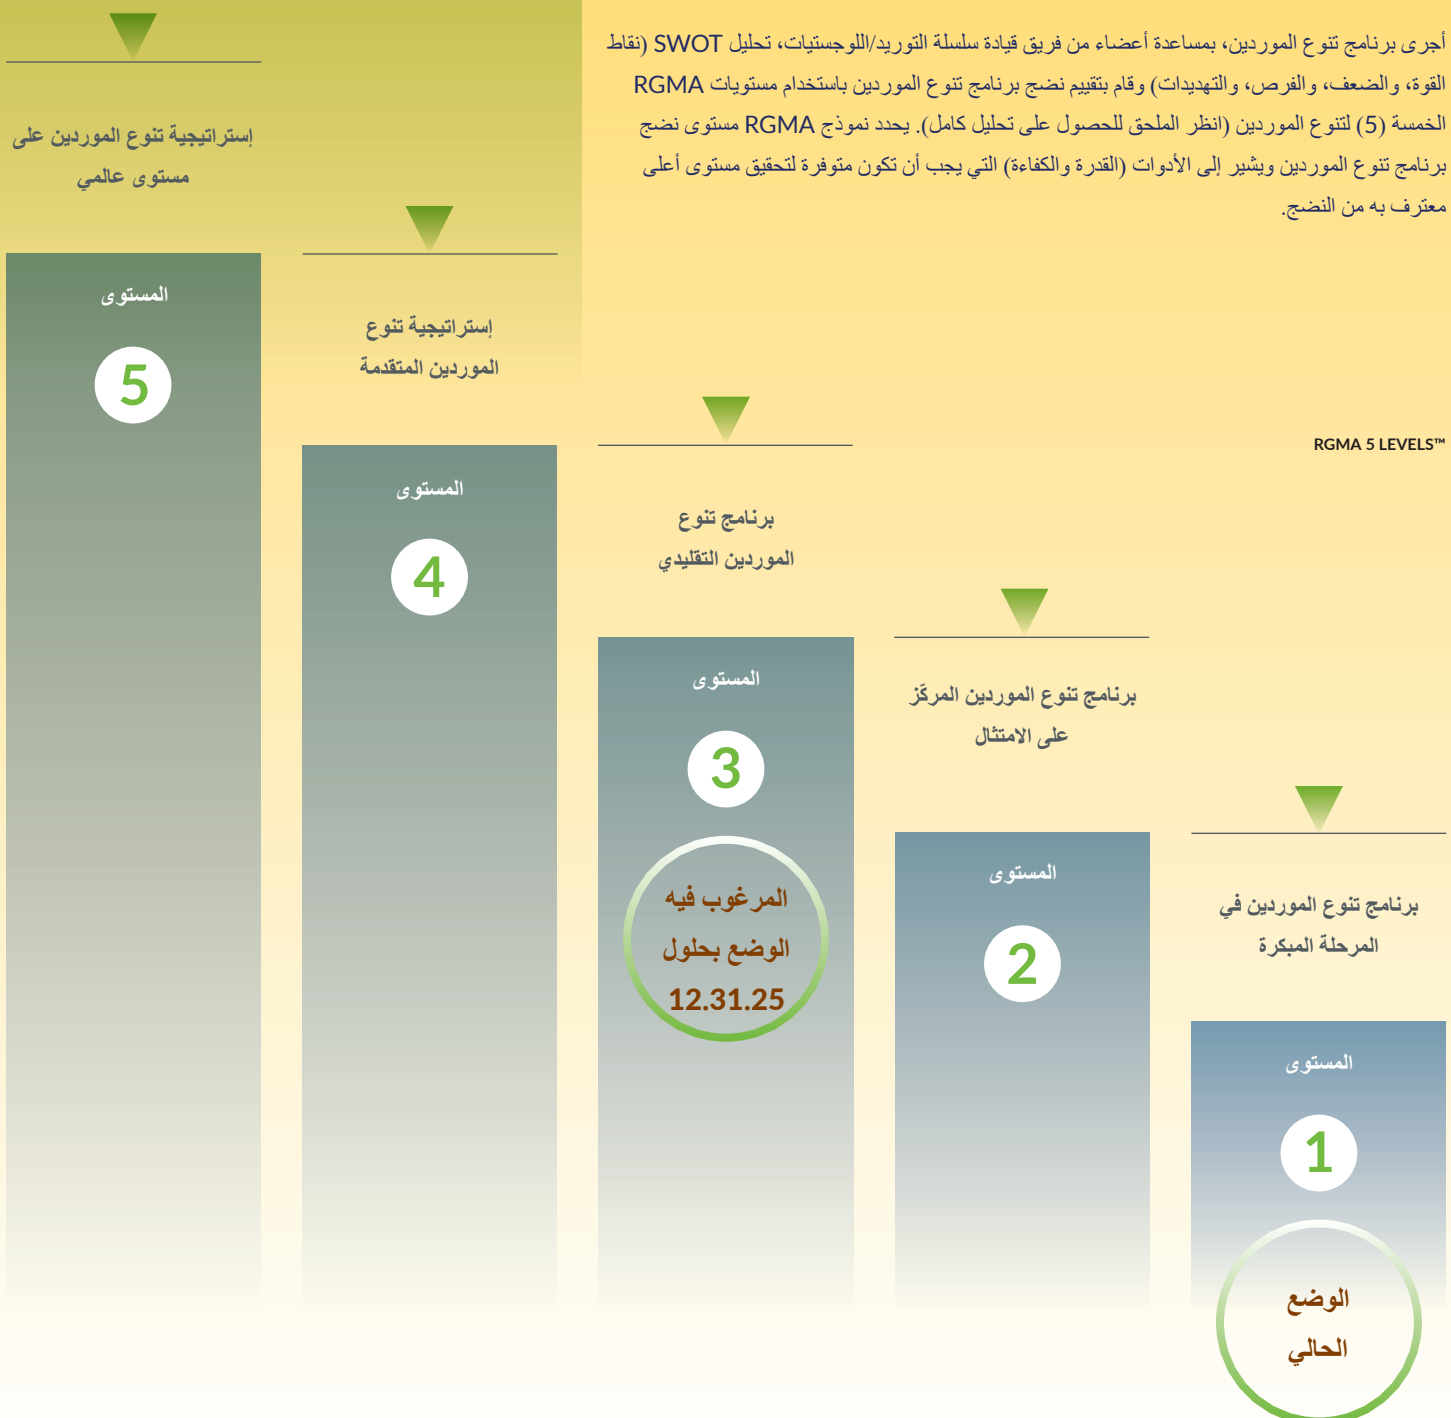 أجرى برنامج تنوع الموردين، بمساعدة أعضاء من فريق قيادة سلسلة التوريد/اللوجستيات، تحليل SWOT (نقاط
القوة، والضعف، والفرص، والتهديدات) وقام بتقييم نضج برنامج تنوع الموردين باستخدام مستويات RGMA
الخمسة (5) لتنوع الموردين (انظر الملحق للحصول على تحليل كامل). يحدد نموذج RGMA مستوى نضج
برنامج تنوع الموردين ويشير إلى الأدوات (القدرة والكفاءة) التي يجب أن تكون متوفرة لتحقيق مستوى أعلى
معترف به من النضج.
RGMA 5 LEVELS™
برنامج تنوع الموردين في
المرحلة المبكرة
المستوى
1
الوضع
الحالي
برنامج تنوع الموردين المركّز
على الامتثال
المستوى
2
برنامج تنوع
الموردين التقليدي
المستوى
3
المرغوب فيه
الوضع بحلول
12.31.25
إستراتيجية تنوع
الموردين المتقدمة
المستوى
4
إستراتيجية تنوع الموردين على
مستوى عالمي
المستوى
5